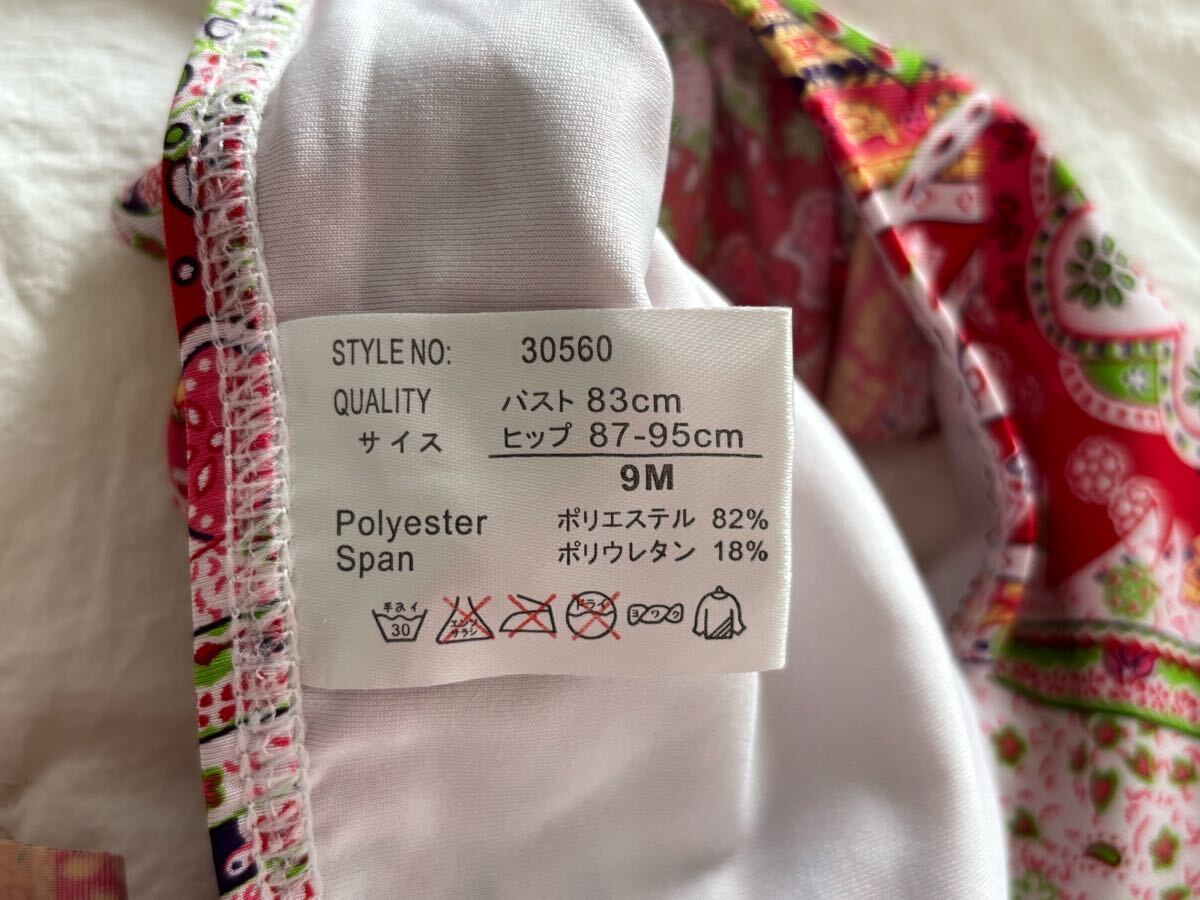 STYLE NO: 30560
QUALITY バスト 83cm
サイス ヒップ 87-95cm
9M
Polyester ポリエステル 82%
Span ポリウレタン 18%
手洗イ 30 エンソサラシ ドライ ヨワク